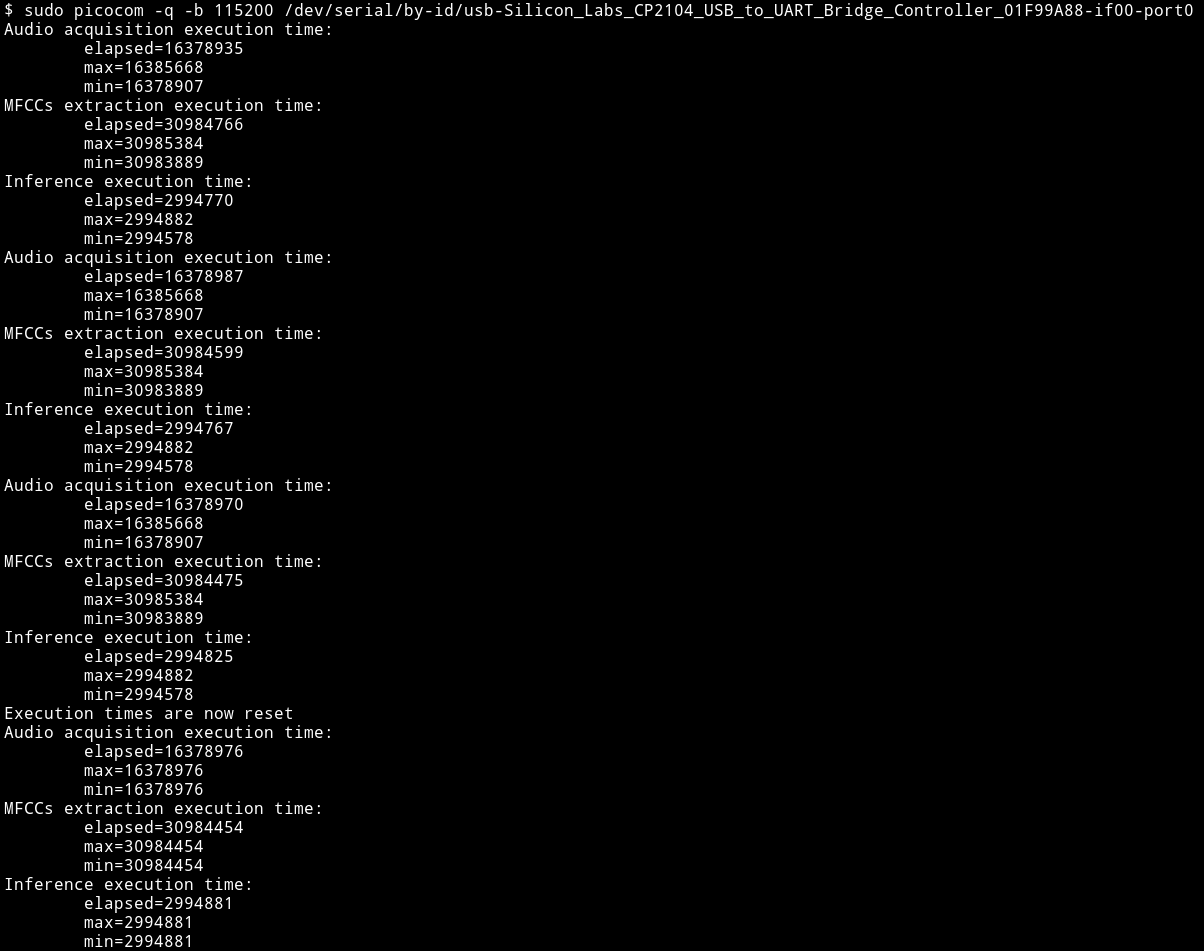 $ sudo picocom -q -b 115200 /dev/serial/by-id/usb-Silicon_Labs_CP2104_USB_to_UART_Bridge_Controller_01F99A88-if00-port0
Audio acquisition execution time:
        elapsed=16378935
        max=16385668
        min=16378907
MFCCs extraction execution time:
        elapsed=30984766
        max=30985384
        min=30983889
Inference execution time:
        elapsed=2994770
        max=2994882
        min=2994578
Audio acquisition execution time:
        elapsed=16378987
        max=16385668
        min=16378907
MFCCs extraction execution time:
        elapsed=30984599
        max=30985384
        min=30983889
Inference execution time:
        elapsed=2994767
        max=2994882
        min=2994578
Audio acquisition execution time:
        elapsed=16378970
        max=16385668
        min=16378907
MFCCs extraction execution time:
        elapsed=30984475
        max=30985384
        min=30983889
Inference execution time:
        elapsed=2994825
        max=2994882
        min=2994578
Execution times are now reset
Audio acquisition execution time:
        elapsed=16378976
        max=16378976
        min=16378976
MFCCs extraction execution time:
        elapsed=30984454
        max=30984454
        min=30984454
Inference execution time:
        elapsed=2994881
        max=2994881
        min=2994881